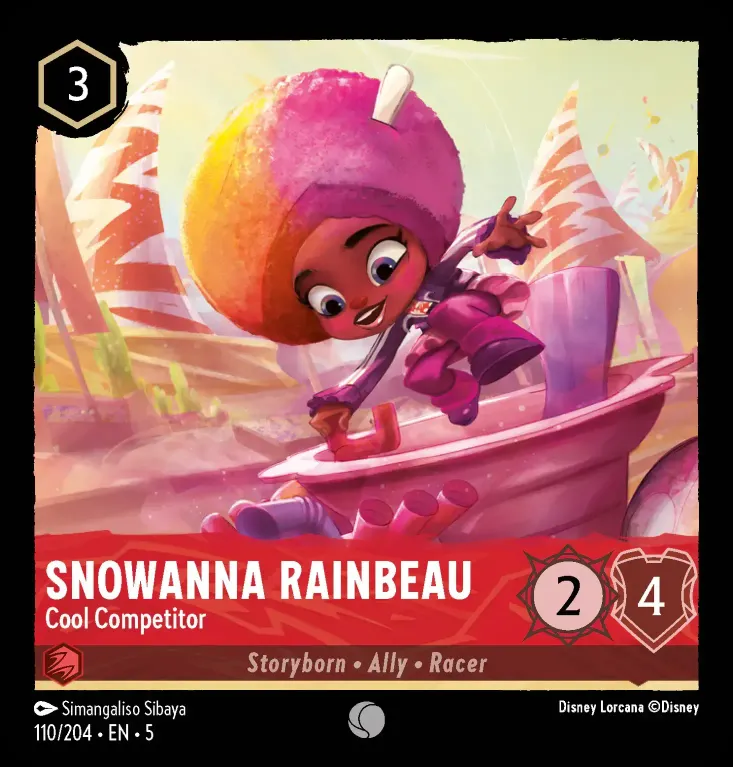 3
SNOWANNA RAINBEAU
Cool Competitor
2
4
Storyborn • Ally • Racer
Simangaliso Sibaya
Disney Lorcana ©Disney
110/204 • EN • 5